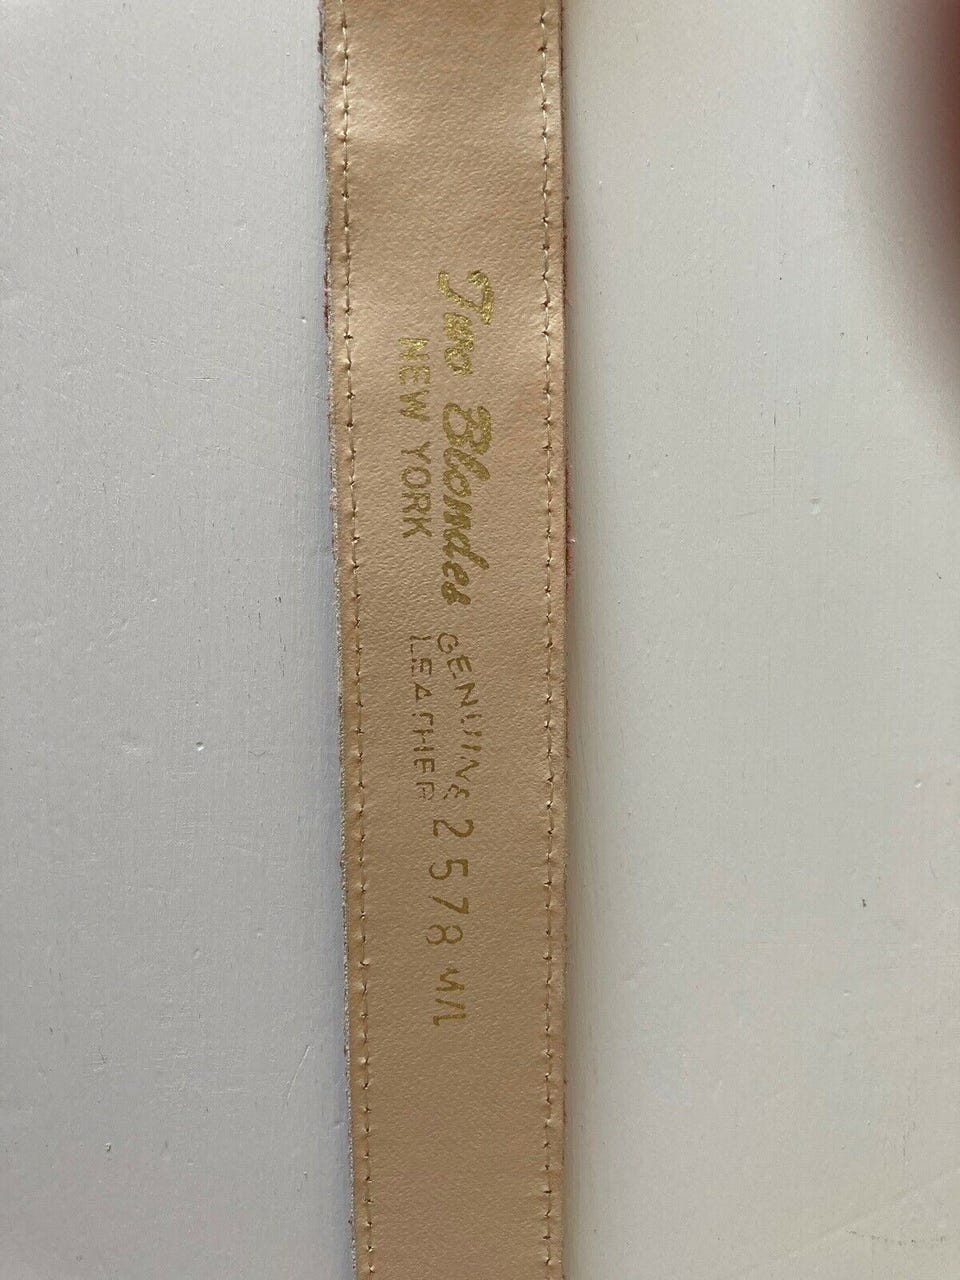 Two Blondes
NEW YORK
GENUINE
LEATHER
2578 M/L